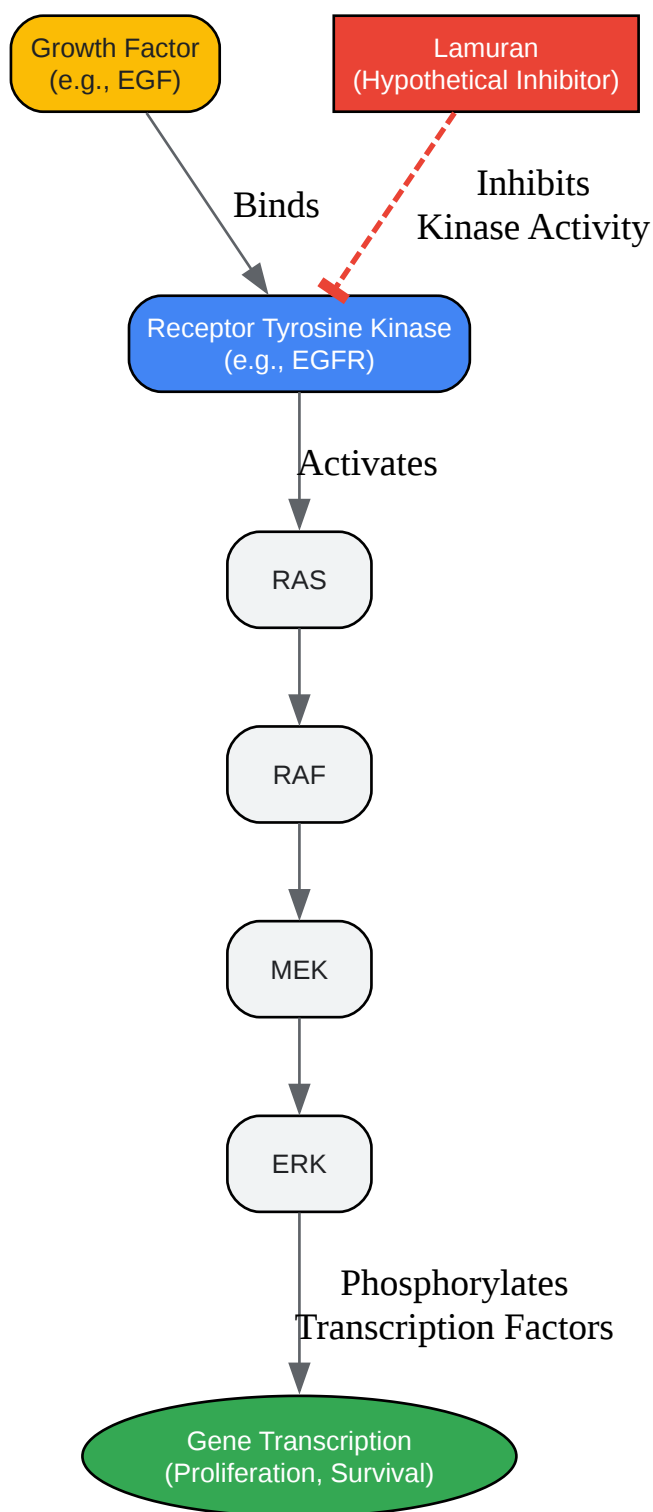 Growth Factor
(e.g., EGF)
Lamuran
(Hypothetical Inhibitor)
Binds
Inhibits
Kinase Activity
Receptor Tyrosine Kinase
(e.g., EGFR)
Activates
RAS
RAF
MEK
ERK
Phosphorylates
Transcription Factors
Gene Transcription
(Proliferation, Survival)